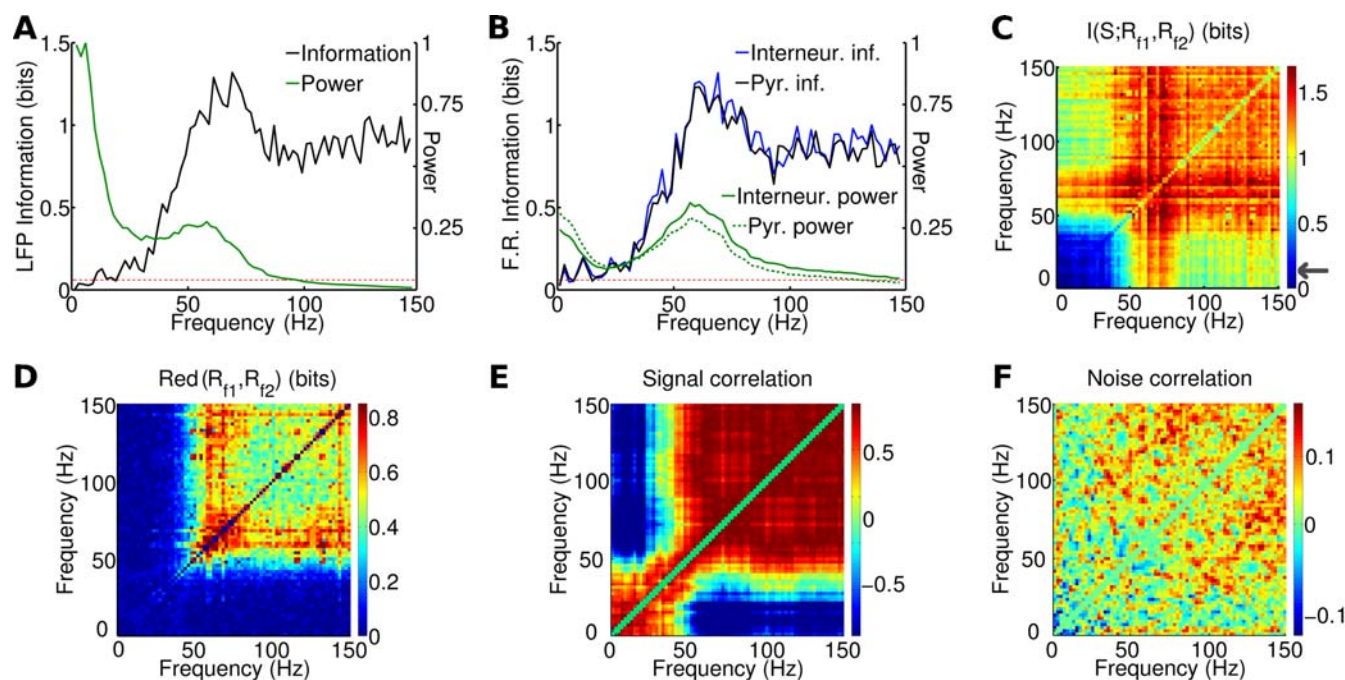 A
1.5
1
0.5
0
LFP Information (bits)
Information
Power
1
0.75
0.5
0.25
0
Power
0
50
100
150
Frequency (Hz)
B
1.5
1
0.5
0
F.R. Information (bits)
Interneur. inf.
Pyr. inf.
Interneur. power
Pyr. power
1
0.75
0.5
0.25
0
Power
0
50
100
150
Frequency (Hz)
C
I(S;Rf1,Rf2) (bits)
150
100
50
0
Frequency (Hz)
0
50
100
150
Frequency (Hz)
1.5
1
0.5
0
D
Red(Rf1,Rf2) (bits)
150
100
50
0
Frequency (Hz)
0
50
100
150
Frequency (Hz)
0.8
0.6
0.4
0.2
0
E
Signal correlation
150
100
50
0
Frequency (Hz)
0
50
100
150
Frequency (Hz)
0.5
0
−0.5
F
Noise correlation
150
100
50
0
Frequency (Hz)
0
50
100
150
Frequency (Hz)
0.1
0
−0.1